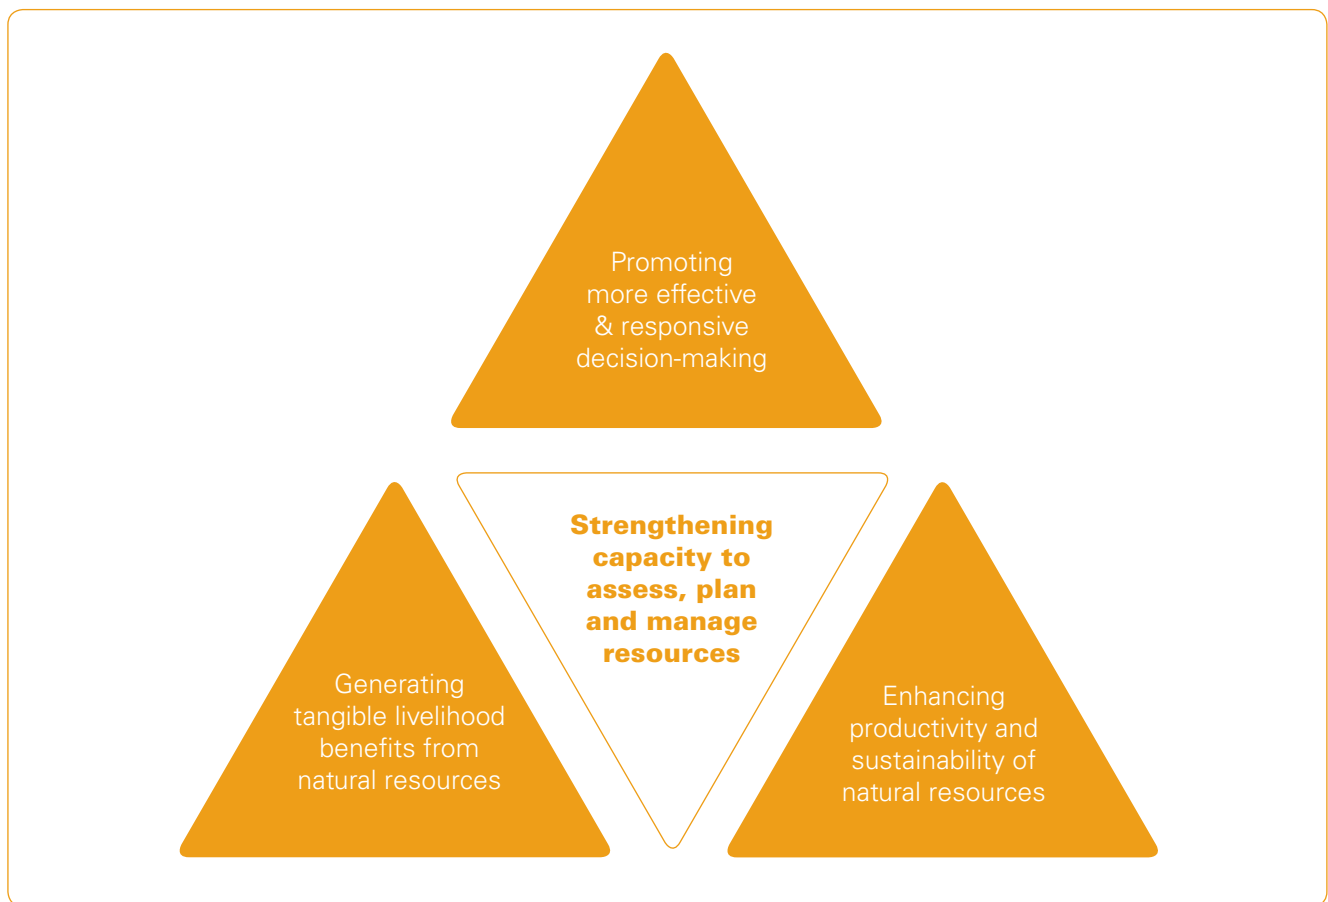 Promoting
more effective
& responsive
decision-making
Strengthening
capacity to
assess, plan
and manage
resources
Generating
tangible livelihood
benefits from
natural resources
Enhancing
productivity and
sustainability of
natural resources